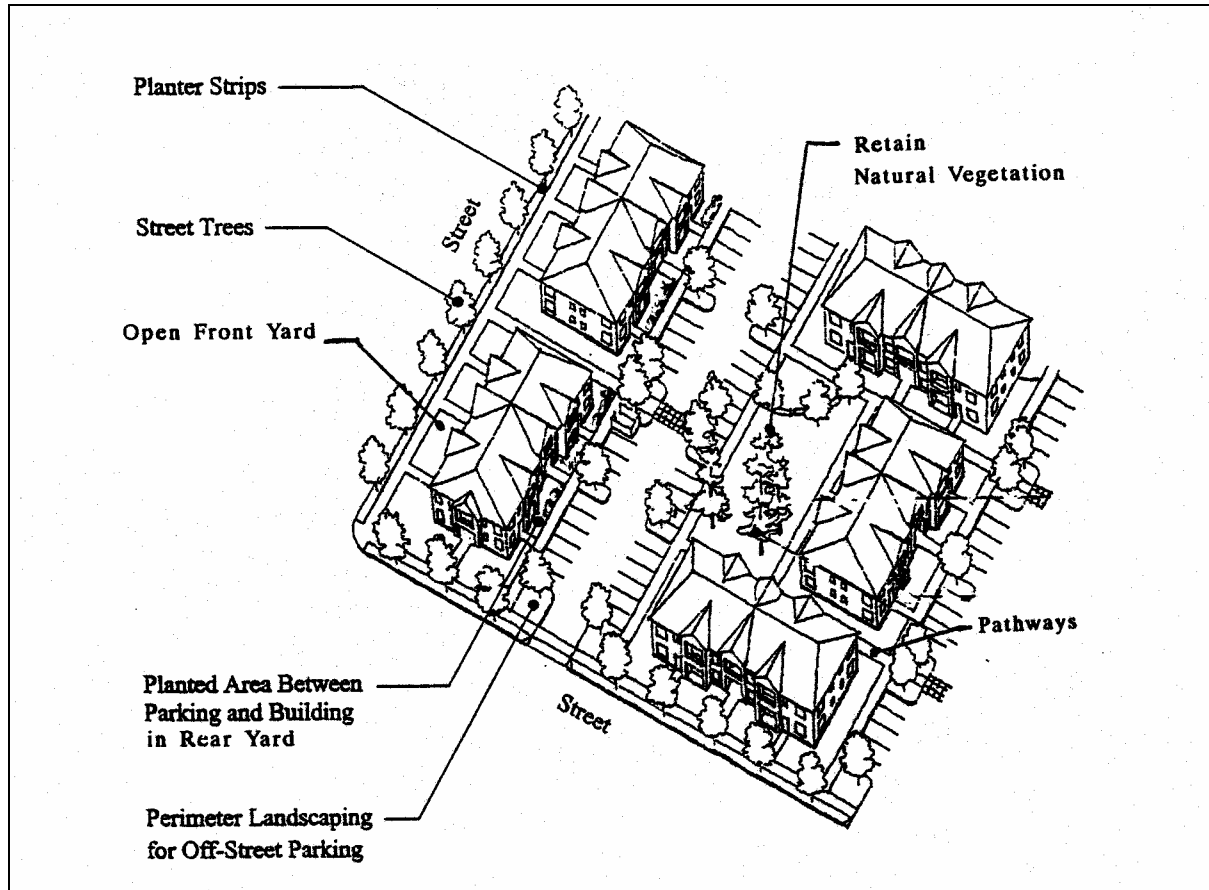 Planter Strips
Retain
Natural Vegetation
Street
Street Trees
Open Front Yard
Pathways
Street
Planted Area Between
Parking and Building
in Rear Yard
Perimeter Landscaping
for Off-Street Parking